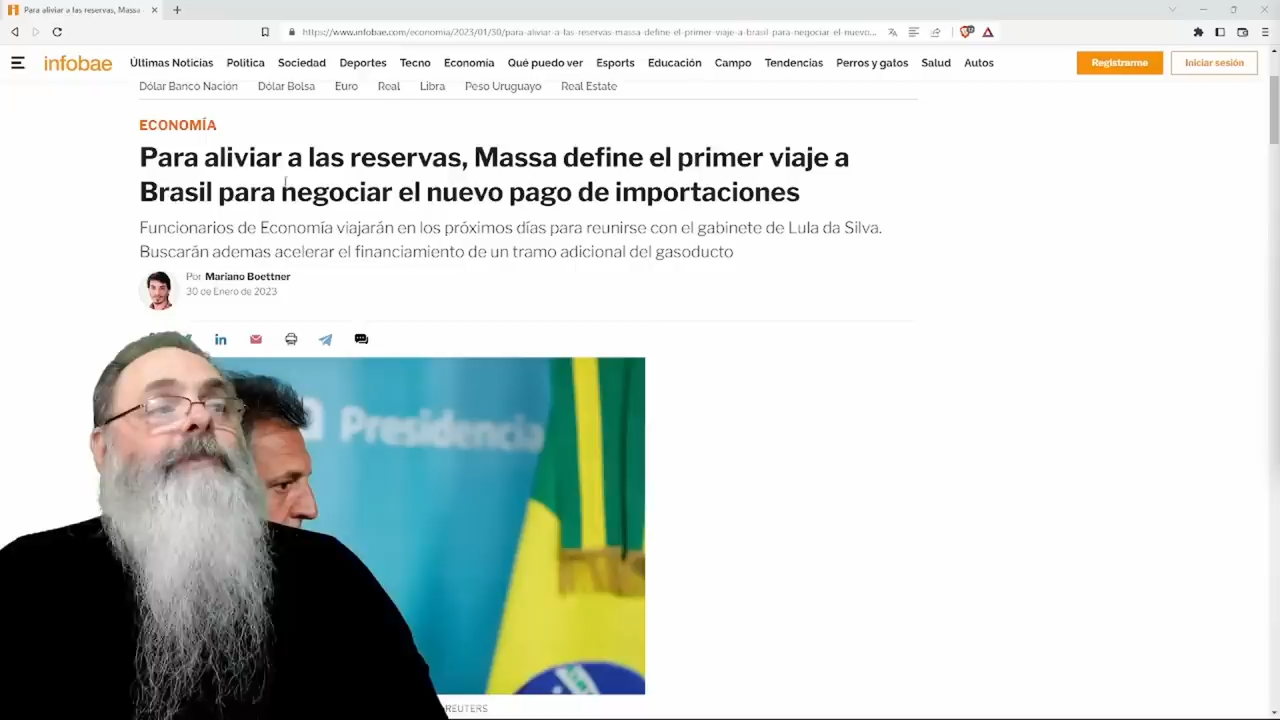 Para aliviar a las reservas, Massa
https://www.infobae.com/economia/2023/01/30/para-aliviar-a-las-reservas-massa-define-el-primer-viaje-a-brasil-para-negociar-el-nuevo...
infobae
Últimas Noticias Política Sociedad Deportes Tecno Economía Qué puedo ver Esports Educación Campo Tendencias Perros y gatos Salud Autos
Registrarme Iniciar sesión
Dólar Banco Nación Dólar Bolsa Euro Real Libra Peso Uruguayo Real Estate
ECONOMÍA
Para aliviar a las reservas, Massa define el primer viaje a
Brasil para negociar el nuevo pago de importaciones
Funcionarios de Economía viajarán en los próximos días para reunirse con el gabinete de Lula da Silva.
Buscarán ademas acelerar el financiamiento de un tramo adicional del gasoducto
Por Mariano Boettner
30 de Enero de 2023
in
Presidencia
REUTERS